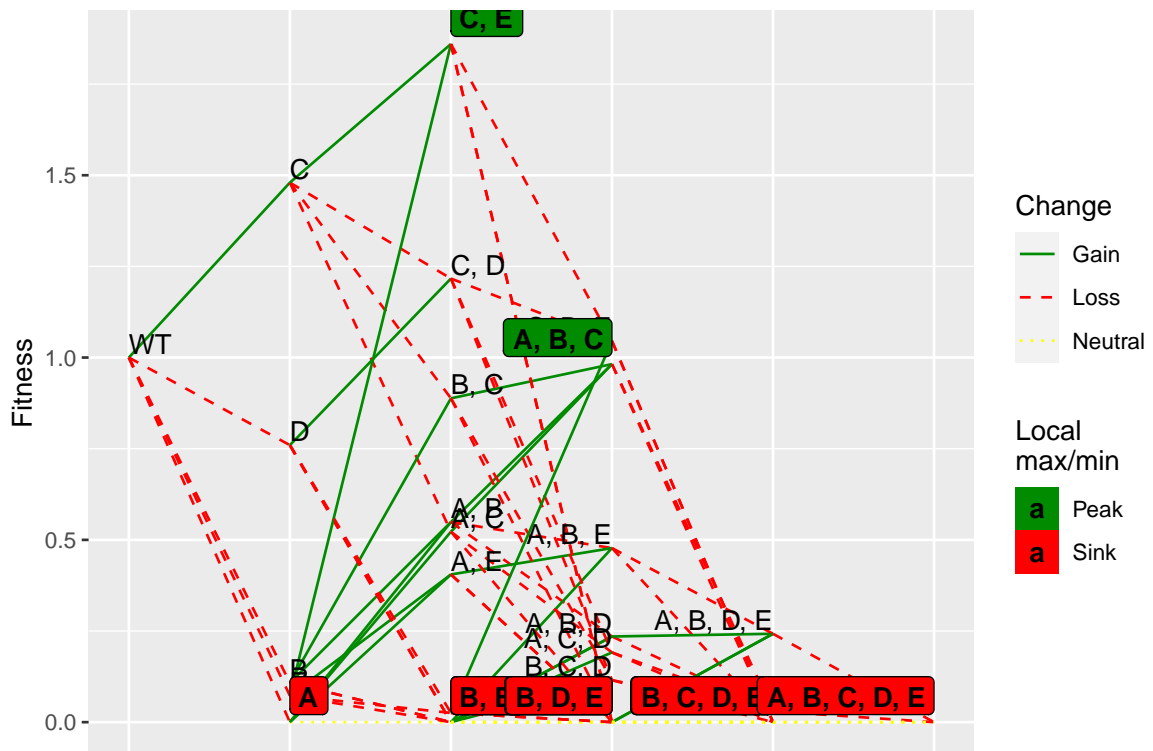 C, E
C
1.5
C, D
WT
1.0
A, B, C
B, C
D
A, B
A, C
A, B, E
0.5
A, E
A, B, D
A, B, D, E
A, C, D
B, C, D
B
A
B, E
B, D, E
B, C, D, E
A, B, C, D, E
0.0
Fitness
Change
Gain
Loss
Neutral
Local
max/min
a Peak
a Sink